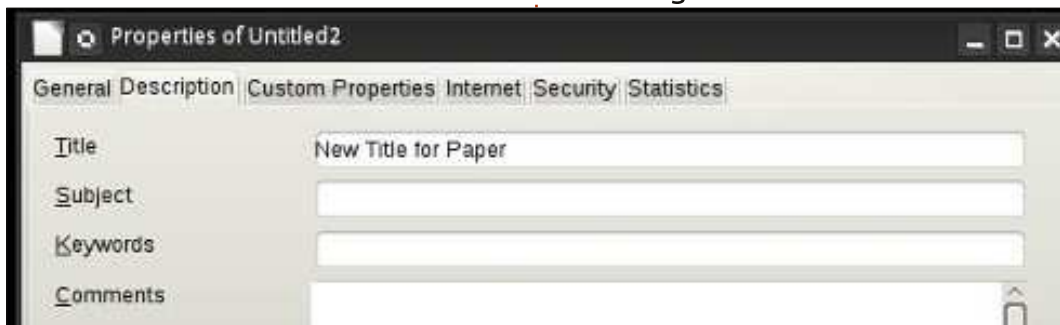 Properties of Untitled2
General Description Custom Properties Internet Security Statistics
Title New Title for Paper
Subject
Keywords
Comments